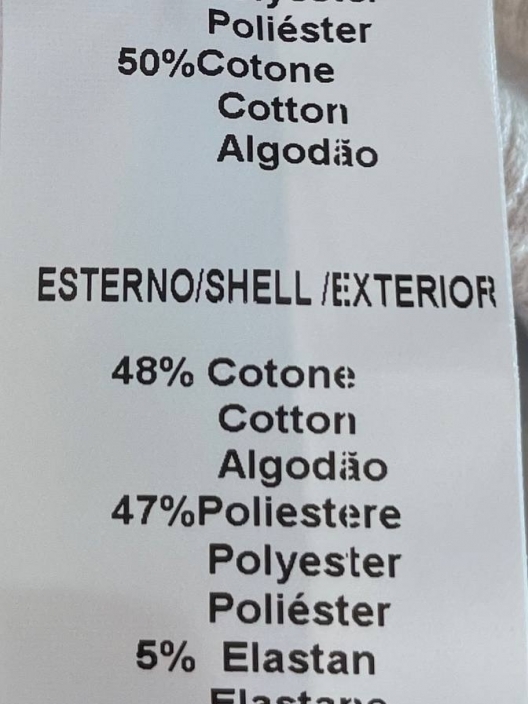 Poliéster
50%Cotone
Cotton
Algodão
ESTERNO/SHELL /EXTERIOR
48% Cotone
Cotton
Algodão
47%Poliestere
Polyester
Poliéster
5% Elastan